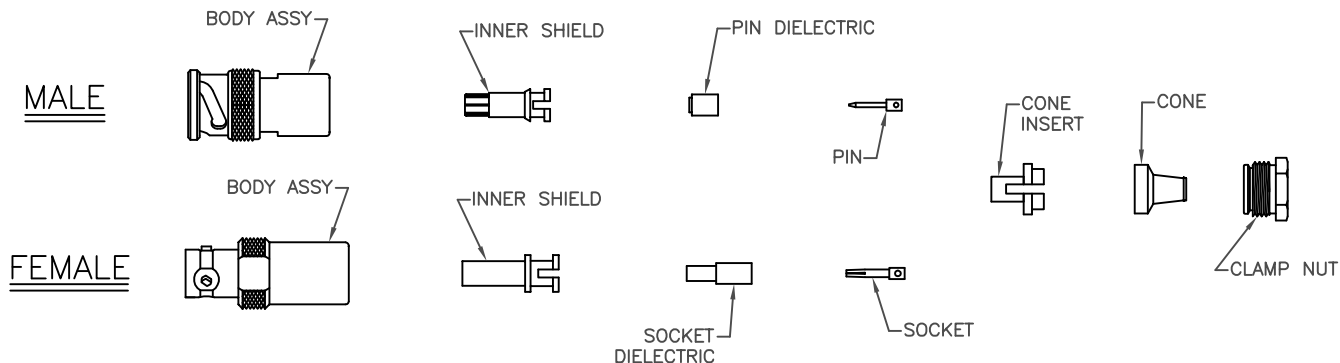 BODY ASSY
INNER SHIELD
PIN DIELECTRIC
MALE
CONE
INSERT
CONE
PIN
BODY ASSY
INNER SHIELD
FEMALE
CLAMP NUT
SOCKET
DIELECTRIC
SOCKET